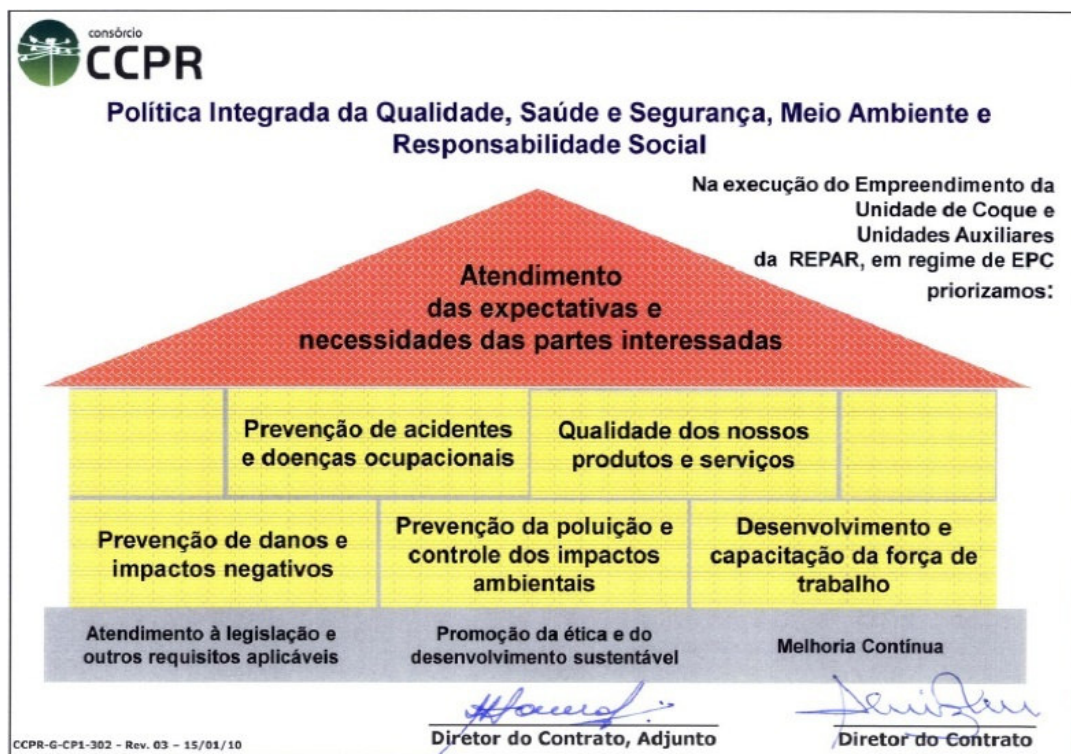 consórcio
CCPR
Política Integrada da Qualidade, Saúde e Segurança, Meio Ambiente e
Responsabilidade Social
Na execução do Empreendimento da
Unidade de Coque e
Unidades Auxiliares
da REPAR, em regime de EPC
priorizamos:
Atendimento
das expectativas e
necessidades das partes interessadas
Prevenção de acidentes
e doenças ocupacionais
Qualidade dos nossos
produtos e serviços
Prevenção de danos e
impactos negativos
Prevenção da poluição e
controle dos impactos
ambientais
Desenvolvimento e
capacitação da força de
trabalho
Atendimento à legislação e
outros requisitos aplicáveis
Promoção da ética e do
desenvolvimento sustentável
Melhoria Contínua
Diretor do Contrato, Adjunto
Diretor do Contrato
CCPR-G-CP1-302 - Rev. 03 - 15/01/10